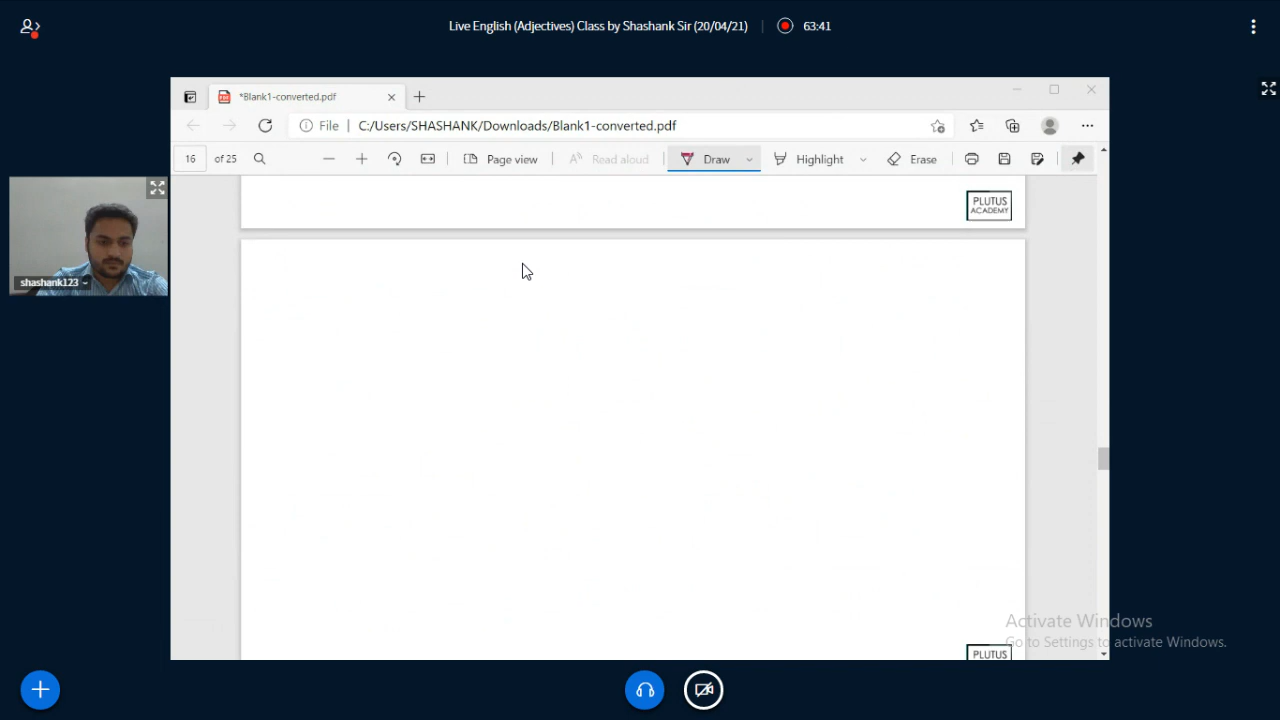 Live English (Adjectives) Class by Shashank Sir (20/04/21)
63:41
*Blank1-converted.pdf
File
C:/Users/SHASHANK/Downloads/Blank1-converted.pdf
16 of 25
Page view
Read aloud
Draw
Highlight
Erase
PLUTUS
ACADEMY
shashank123
Activate Windows
Go to Settings to activate Windows.
PLUTUS